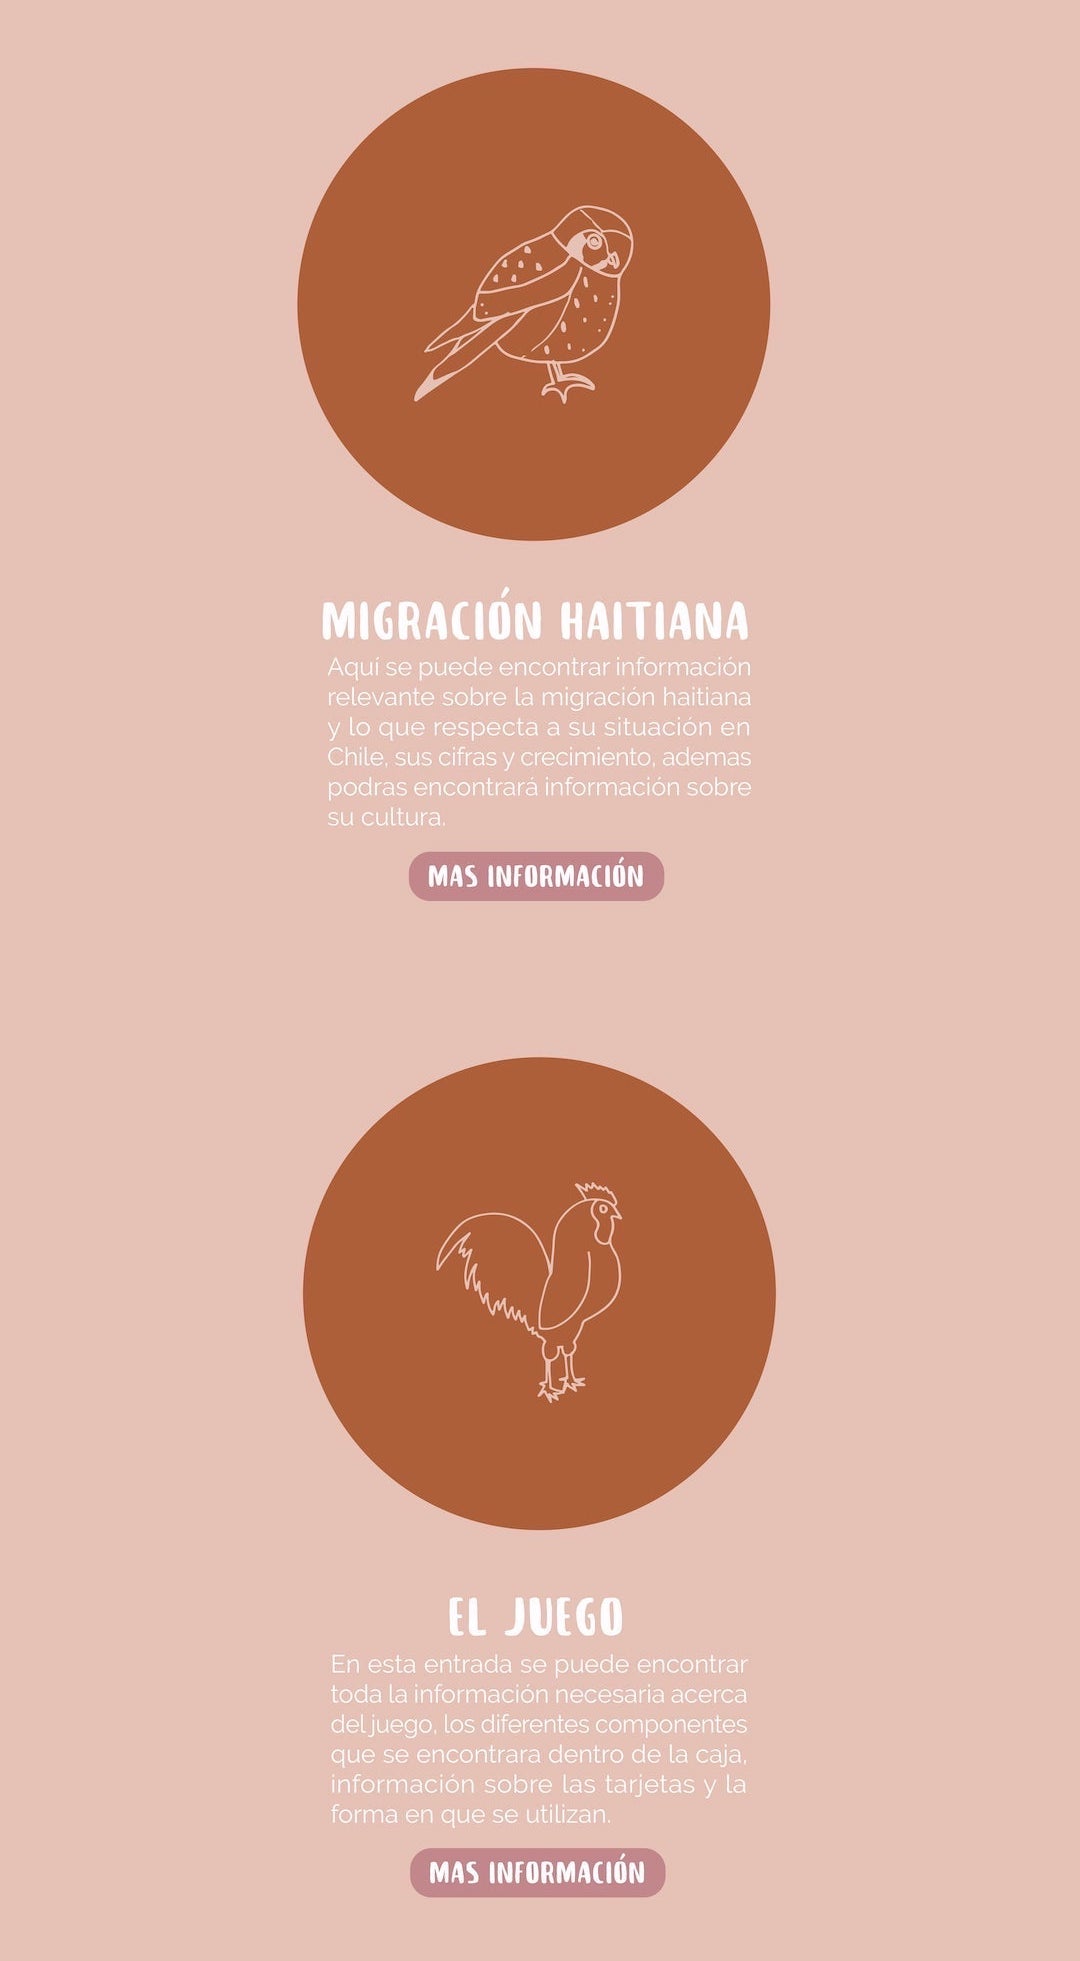 MIGRACIÓN HAITIANA
Aquí se puede encontrar información
relevante sobre la migración haitiana
y lo que respecta a su situación en
Chile, sus cifras y crecimiento, ademas
podras encontrará información sobre
su cultura.
MAS INFORMACIÓN
EL JUEGO
En esta entrada se puede encontrar
toda la información necesaria acerca
del juego, los diferentes componentes
que se encontrara dentro de la caja,
información sobre las tarjetas y la
forma en que se utilizan.
MAS INFORMACIÓN